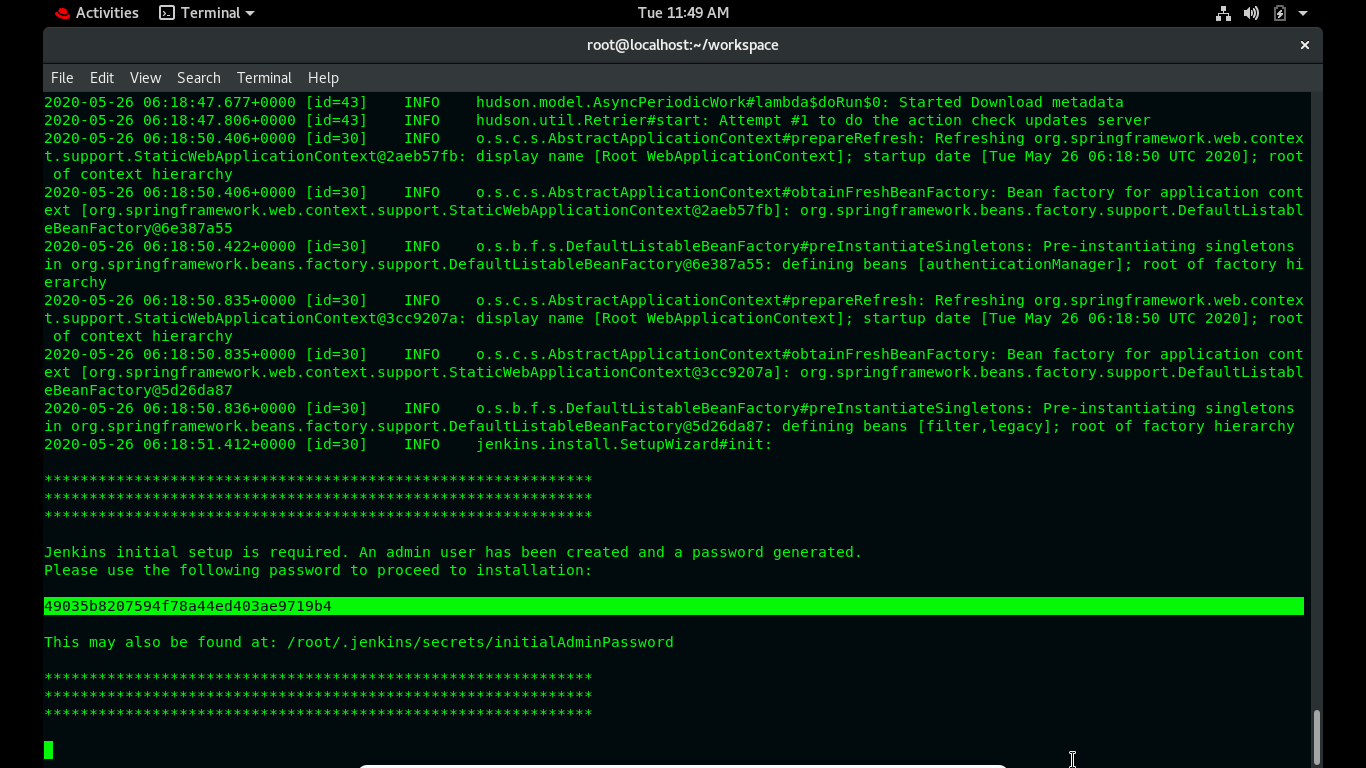 Activities Terminal Tue 11:49 AM
root@localhost:~/workspace
File Edit View Search Terminal Help
2020-05-26 06:18:47.677+0000 [id=43]    INFO    hudson.model.AsyncPeriodicWork#lambda$doRun$0: Started Download metadata
2020-05-26 06:18:47.806+0000 [id=43]    INFO    hudson.util.Retrier#start: Attempt #1 to do the action check updates server
2020-05-26 06:18:50.406+0000 [id=30]    INFO    o.s.c.s.AbstractApplicationContext#prepareRefresh: Refreshing org.springframework.web.contex
t.support.StaticWebApplicationContext@2aeb57fb: display name [Root WebApplicationContext]; startup date [Tue May 26 06:18:50 UTC 2020]; root
 of context hierarchy
2020-05-26 06:18:50.406+0000 [id=30]    INFO    o.s.c.s.AbstractApplicationContext#obtainFreshBeanFactory: Bean factory for application cont
ext [org.springframework.web.context.support.StaticWebApplicationContext@2aeb57fb]: org.springframework.beans.factory.support.DefaultListabl
eBeanFactory@6e387a55
2020-05-26 06:18:50.422+0000 [id=30]    INFO    o.s.b.f.s.DefaultListableBeanFactory#preInstantiateSingletons: Pre-instantiating singletons
in org.springframework.beans.factory.support.DefaultListableBeanFactory@6e387a55: defining beans [authenticationManager]; root of factory hi
erarchy
2020-05-26 06:18:50.835+0000 [id=30]    INFO    o.s.c.s.AbstractApplicationContext#prepareRefresh: Refreshing org.springframework.web.contex
t.support.StaticWebApplicationContext@3cc9207a: display name [Root WebApplicationContext]; startup date [Tue May 26 06:18:50 UTC 2020]; root
 of context hierarchy
2020-05-26 06:18:50.835+0000 [id=30]    INFO    o.s.c.s.AbstractApplicationContext#obtainFreshBeanFactory: Bean factory for application cont
ext [org.springframework.web.context.support.StaticWebApplicationContext@3cc9207a]: org.springframework.beans.factory.support.DefaultListabl
eBeanFactory@5d26da87
2020-05-26 06:18:50.836+0000 [id=30]    INFO    o.s.b.f.s.DefaultListableBeanFactory#preInstantiateSingletons: Pre-instantiating singletons
in org.springframework.beans.factory.support.DefaultListableBeanFactory@5d26da87: defining beans [filter,legacy]; root of factory hierarchy
2020-05-26 06:18:51.412+0000 [id=30]    INFO    jenkins.install.SetupWizard#init:
*************************************************************
*************************************************************
*************************************************************
Jenkins initial setup is required. An admin user has been created and a password generated.
Please use the following password to proceed to installation:
49035b8207594f78a44ed403ae9719b4
This may also be found at: /root/.jenkins/secrets/initialAdminPassword
*************************************************************
*************************************************************
*************************************************************